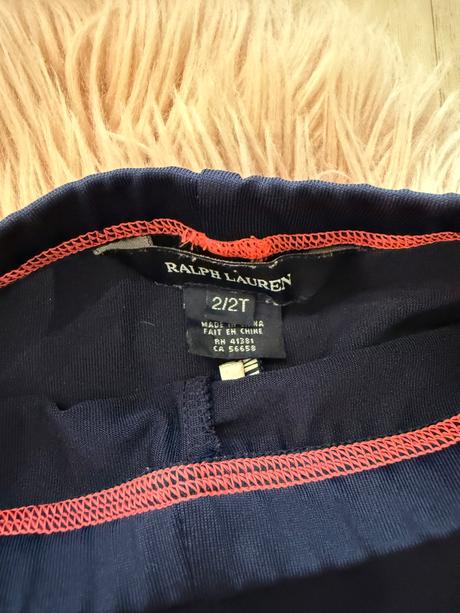 RALPH LAUREN
2/2T
MADE IN CHINA
FAIT EN CHINE
RN 41381
CA 56658